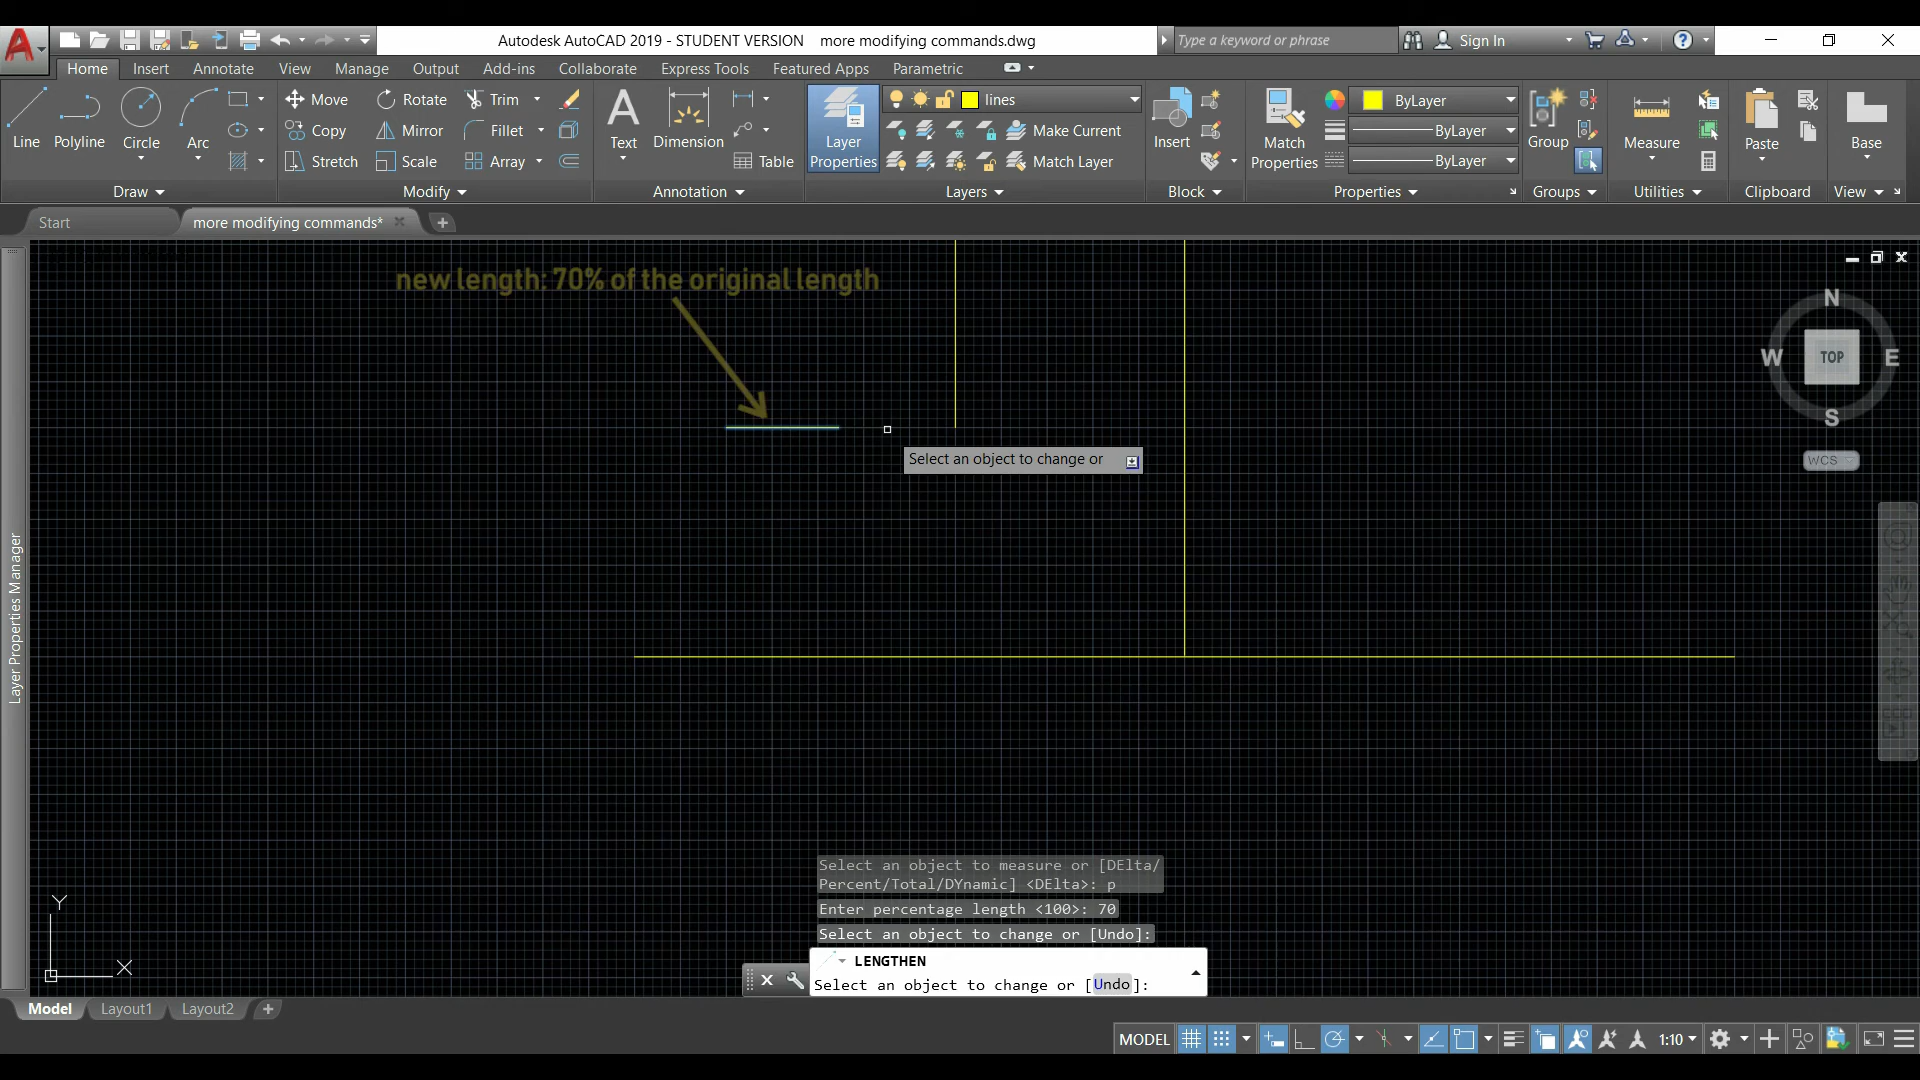 Autodesk AutoCAD 2019 - STUDENT VERSION more modifying commands.dwg
Type a keyword or phrase
Sign In
Home Insert Annotate View Manage Output Add-ins Collaborate Express Tools Featured Apps Parametric
Line
Polyline
Circle
Arc
Draw
Move
Rotate
Trim
Copy
Mirror
Fillet
Stretch
Scale
Array
Modify
Text
Dimension
Table
Annotation
Layer
Properties
lines
Make Current
Match Layer
Layers
Insert
Block
Match
Properties
ByLayer
ByLayer
ByLayer
Properties
Group
Groups
Measure
Utilities
Paste
Clipboard
Base
View
Start
more modifying commands*
new length: 70% of the original length
N
W
TOP
E
S
WCS
Select an object to change or
Layer Properties Manager
Y
X
Select an object to measure or [DElta/
Percent/Total/DYnamic] <DElta>: p
Enter percentage length <100>: 70
Select an object to change or [Undo]:
LENGTHEN
Select an object to change or [Undo]:
Model Layout1 Layout2
MODEL
1:10